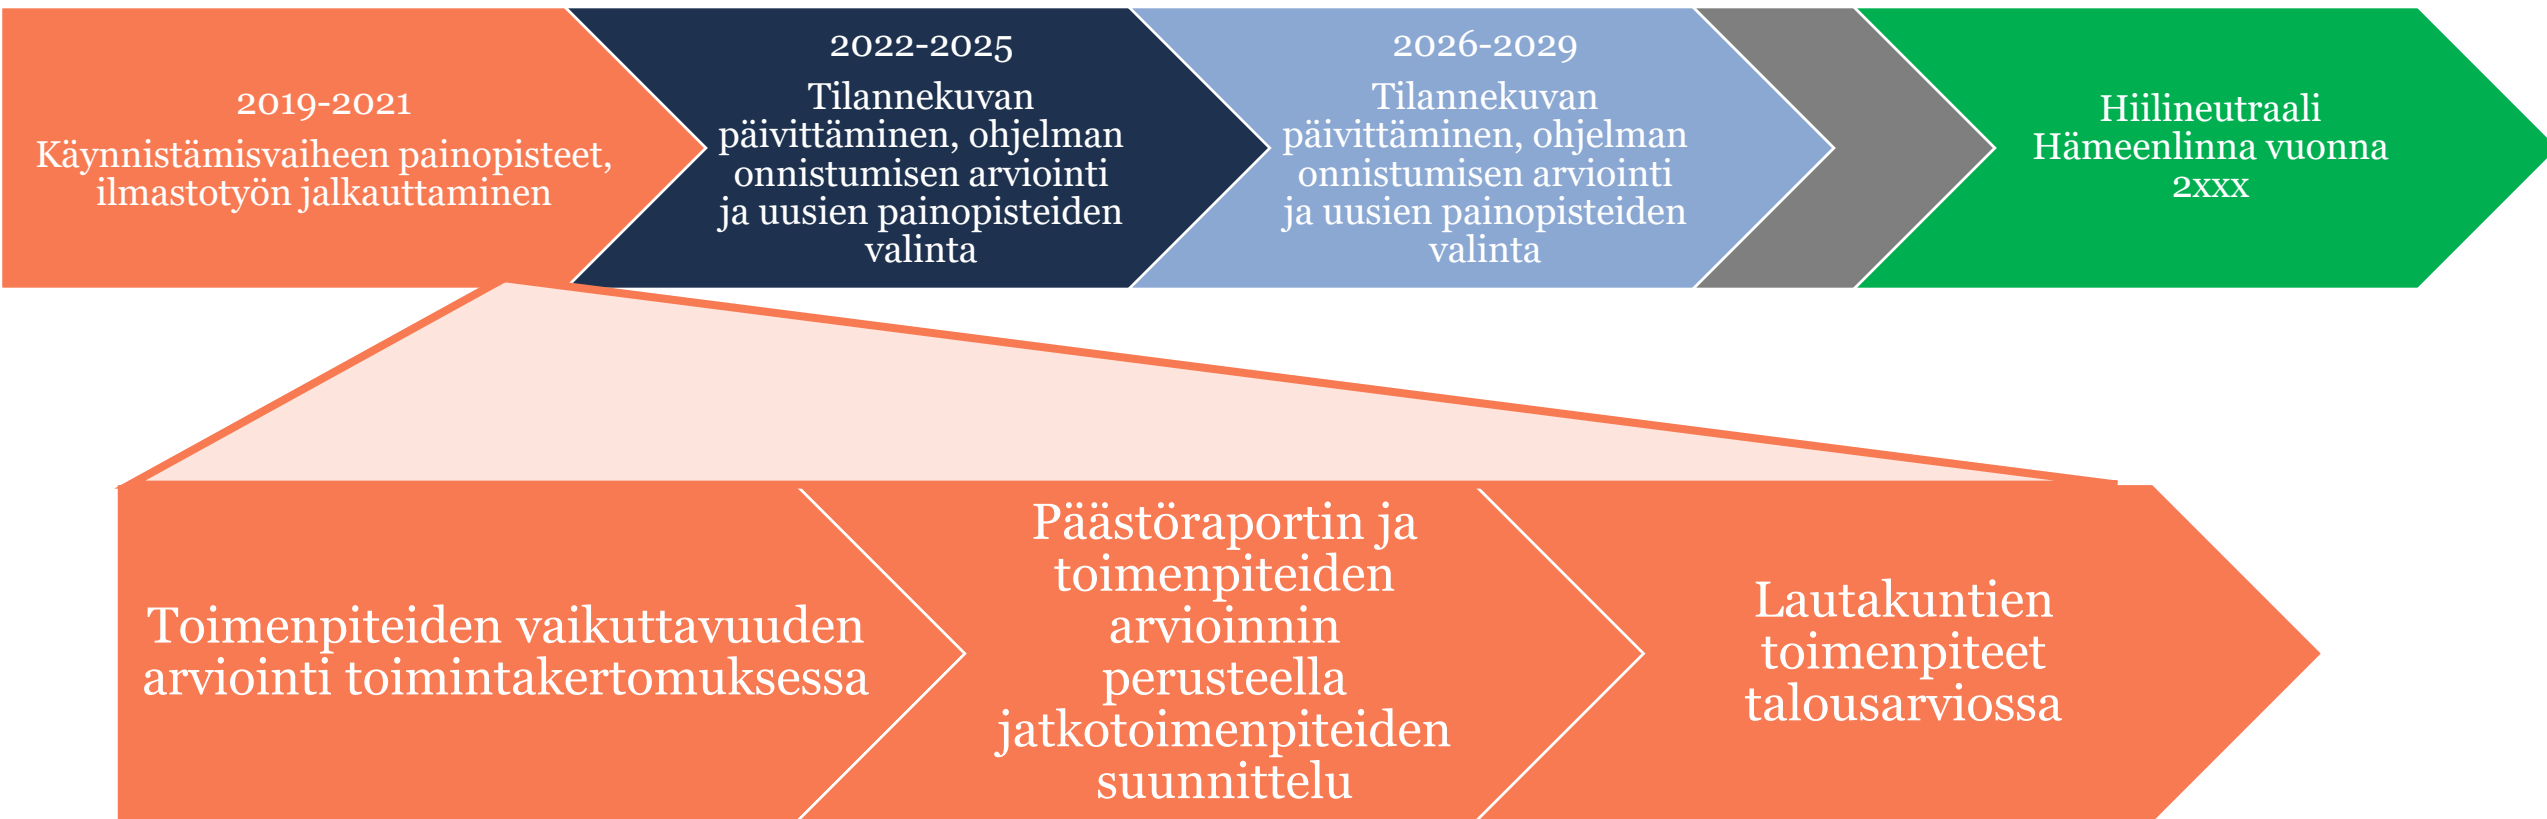 2019-2021
Käynnistämisvaiheen painopisteet,
ilmastotyön jalkauttaminen
2022-2025
Tilannekuvan
päivittäminen, ohjelman
onnistumisen arviointi
ja uusien painopisteiden
valinta
2026-2029
Tilannekuvan
päivittäminen, ohjelman
onnistumisen arviointi
ja uusien painopisteiden
valinta
Hiilineutraali
Hämeenlinna vuonna
2xxx
Toimenpiteiden vaikuttavuuden
arviointi toimintakertomuksessa
Päästöraportin ja
toimenpiteiden
arvioinnin
perusteella
jatkotoimenpiteiden
suunnittelu
Lautakuntien
toimenpiteet
talousarviossa